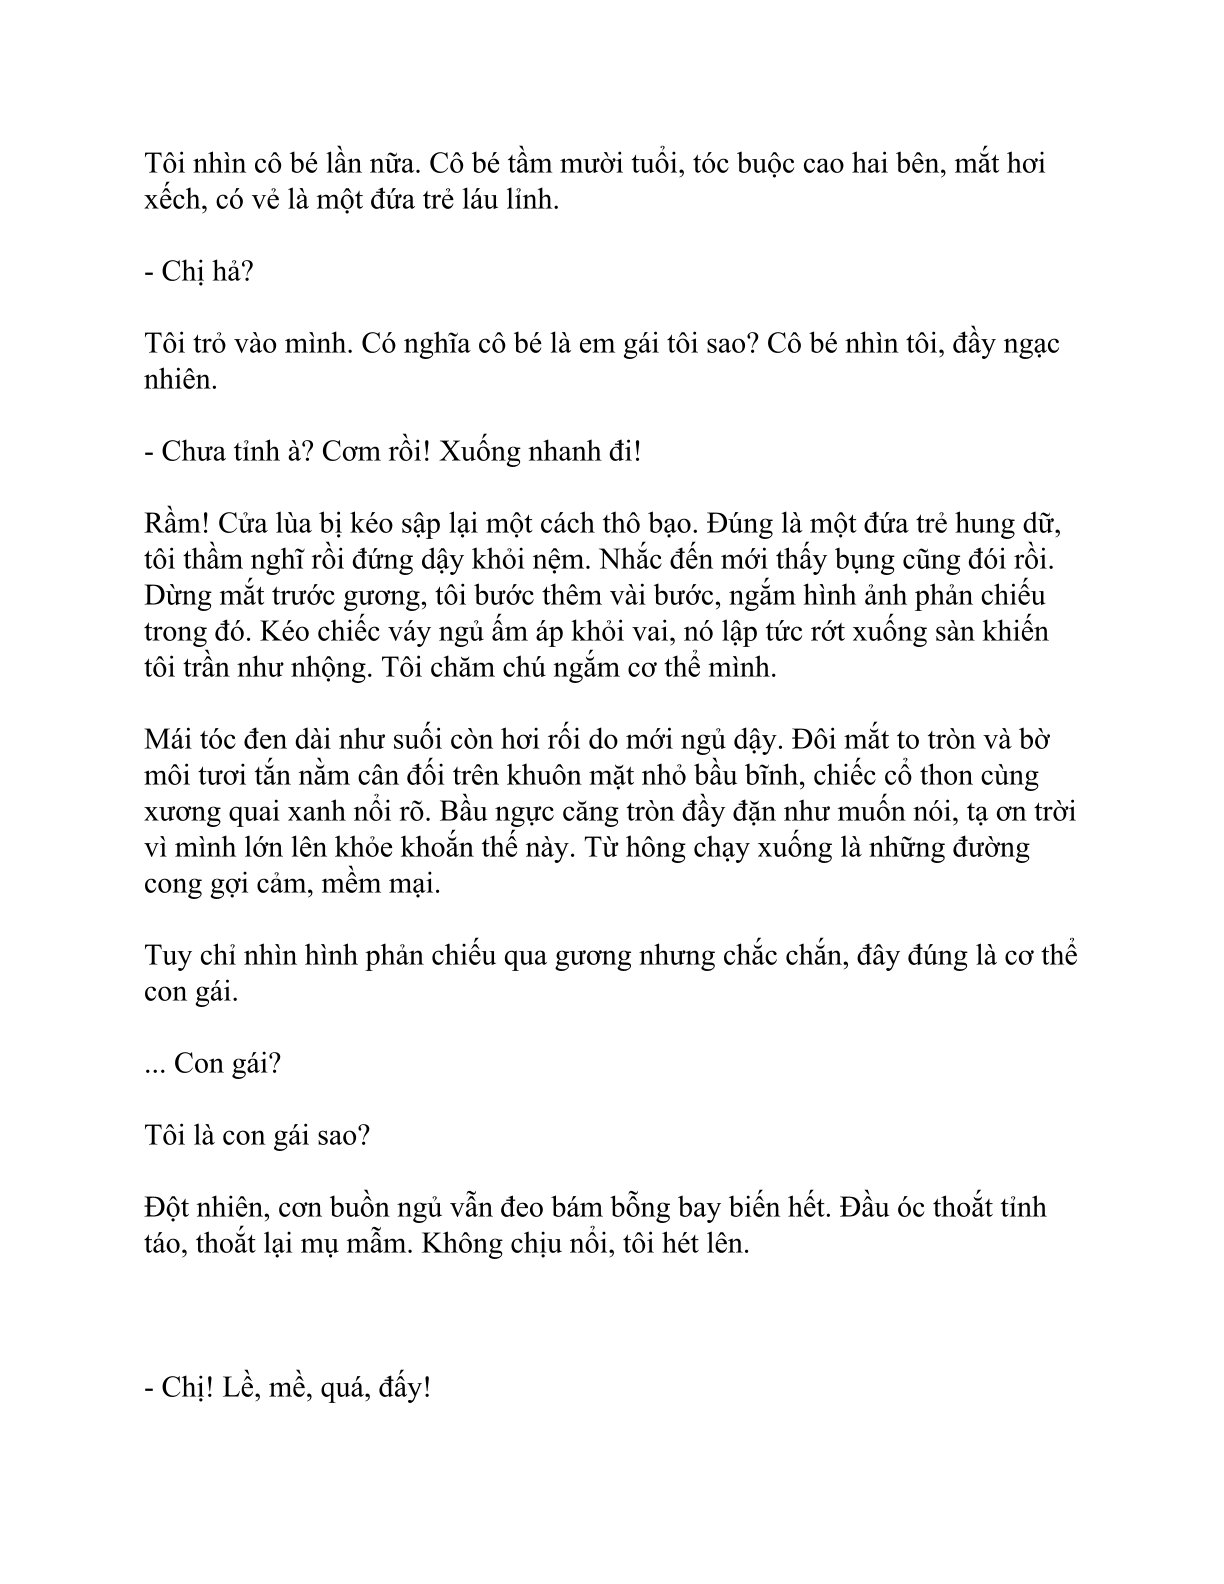 Tôi nhìn cô bé lần nữa. Cô bé tầm mười tuổi, tóc buộc cao hai bên, mắt hơi
xếch, có vẻ là một đứa trẻ láu lỉnh.
- Chị hả?
Tôi trỏ vào mình. Có nghĩa cô bé là em gái tôi sao? Cô bé nhìn tôi, đầy ngạc
nhiên.
- Chưa tỉnh à? Cơm rồi! Xuống nhanh đi!
Rầm! Cửa lùa bị kéo sập lại một cách thô bạo. Đúng là một đứa trẻ hung dữ,
tôi thầm nghĩ rồi đứng dậy khỏi nệm. Nhắc đến mới thấy bụng cũng đói rồi.
Dừng mắt trước gương, tôi bước thêm vài bước, ngắm hình ảnh phản chiếu
trong đó. Kéo chiếc váy ngủ ấm áp khỏi vai, nó lập tức rớt xuống sàn khiến
tôi trần như nhộng. Tôi chăm chú ngắm cơ thể mình.
Mái tóc đen dài như suối còn hơi rối do mới ngủ dậy. Đôi mắt to tròn và bờ
môi tươi tắn nằm cân đối trên khuôn mặt nhỏ bầu bĩnh, chiếc cổ thon cùng
xương quai xanh nổi rõ. Bầu ngực căng tròn đầy đặn như muốn nói, tạ ơn trời
vì mình lớn lên khỏe khoắn thế này. Từ hông chạy xuống là những đường
cong gợi cảm, mềm mại.
Tuy chỉ nhìn hình phản chiếu qua gương nhưng chắc chắn, đây đúng là cơ thể
con gái.
... Con gái?
Tôi là con gái sao?
Đột nhiên, cơn buồn ngủ vẫn đeo bám bỗng bay biến hết. Đầu óc thoắt tỉnh
táo, thoắt lại mụ mẫm. Không chịu nổi, tôi hét lên.
- Chị! Lề, mề, quá, đấy!